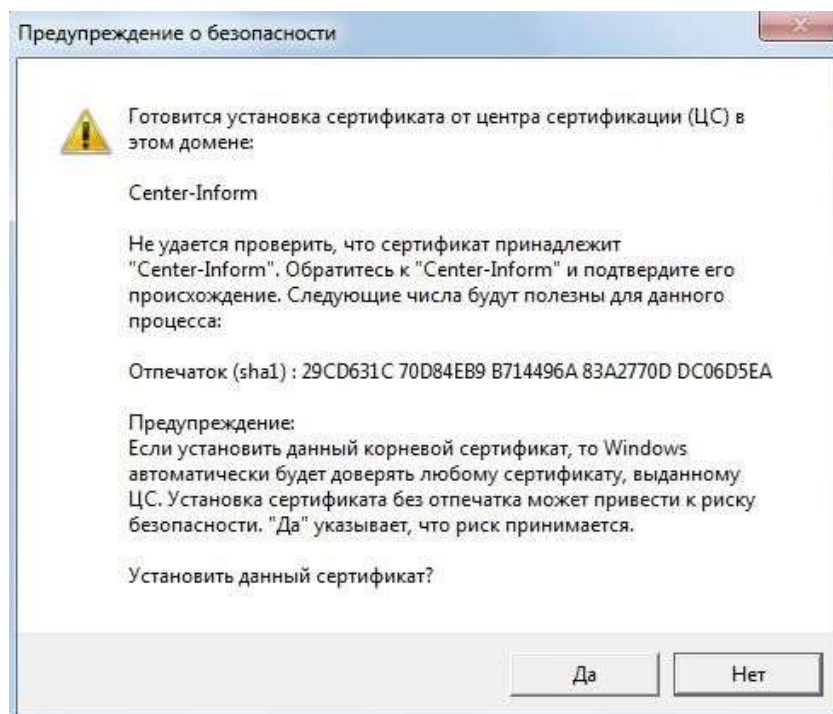 Предупреждение о безопасности
Готовится установка сертификата от центра сертификации (ЦС) в
этом домене:
Center-Inform
Не удается проверить, что сертификат принадлежит
"Center-Inform". Обратитесь к "Center-Inform" и подтвердите его
происхождение. Следующие числа будут полезны для данного
процесса:
Отпечаток (sha1) : 29CD631C 70D84EB9 B714496A 83A2770D DC06D5EA
Предупреждение:
Если установить данный корневой сертификат, то Windows
автоматически будет доверять любому сертификату, выданному
ЦС. Установка сертификата без отпечатка может привести к риску
безопасности. "Да" указывает, что риск принимается.
Установить данный сертификат?
Да
Нет